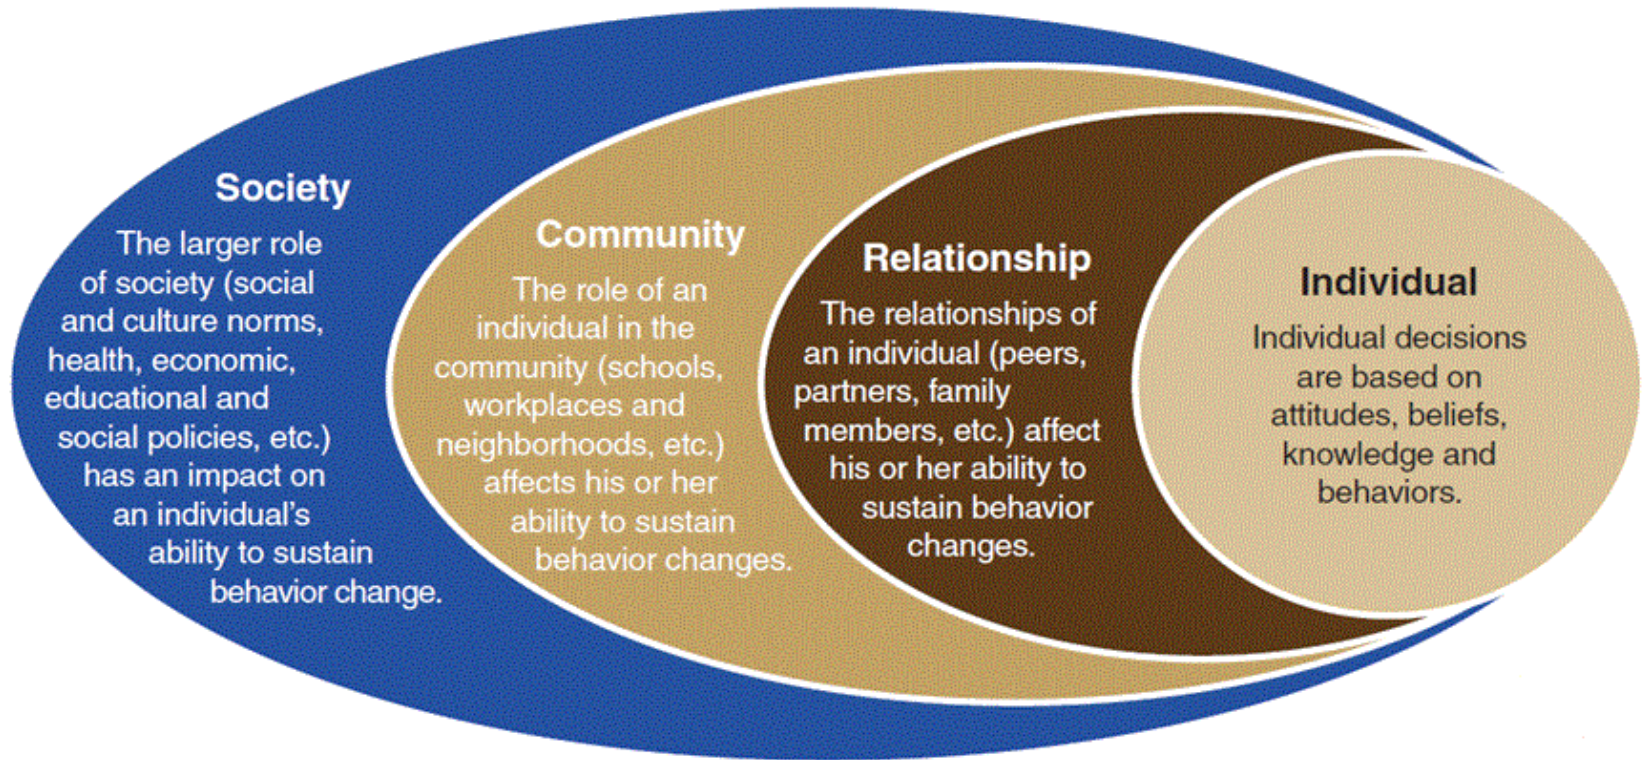 Society
The larger role
of society (social
and culture norms,
health, economic,
educational and
social policies, etc.)
has an impact on
an individual's
ability to sustain
behavior change.
Community
The role of an
individual in the
community (schools,
workplaces and
neighborhoods, etc.)
affects his or her
ability to sustain
behavior changes.
Relationship
The relationships of
an individual (peers,
partners, family
members, etc.) affect
his or her ability to
sustain behavior
changes.
Individual
Individual decisions
are based on
attitudes, beliefs,
knowledge and
behaviors.